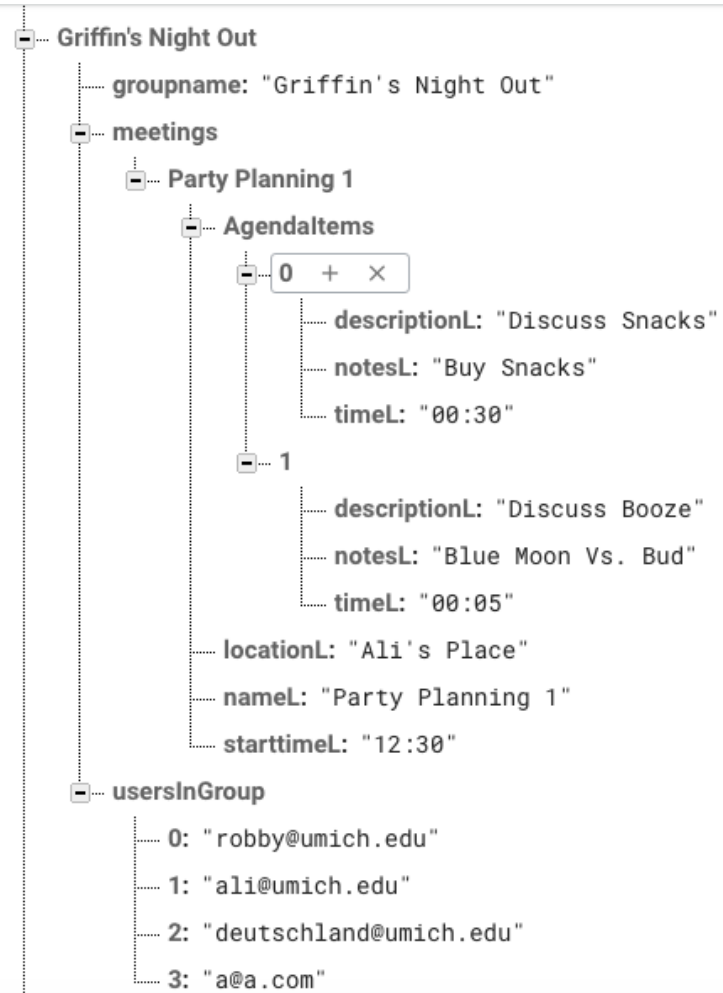 Griffin's Night Out
groupname: "Griffin's Night Out"
meetings
Party Planning 1
AgendaItems
0 + ×
descriptionL: "Discuss Snacks"
notesL: "Buy Snacks"
timeL: "00:30"
1
descriptionL: "Discuss Booze"
notesL: "Blue Moon Vs. Bud"
timeL: "00:05"
locationL: "Ali's Place"
nameL: "Party Planning 1"
starttimeL: "12:30"
usersInGroup
0: "robby@umich.edu"
1: "ali@umich.edu"
2: "deutschland@umich.edu"
3: "a@a.com"